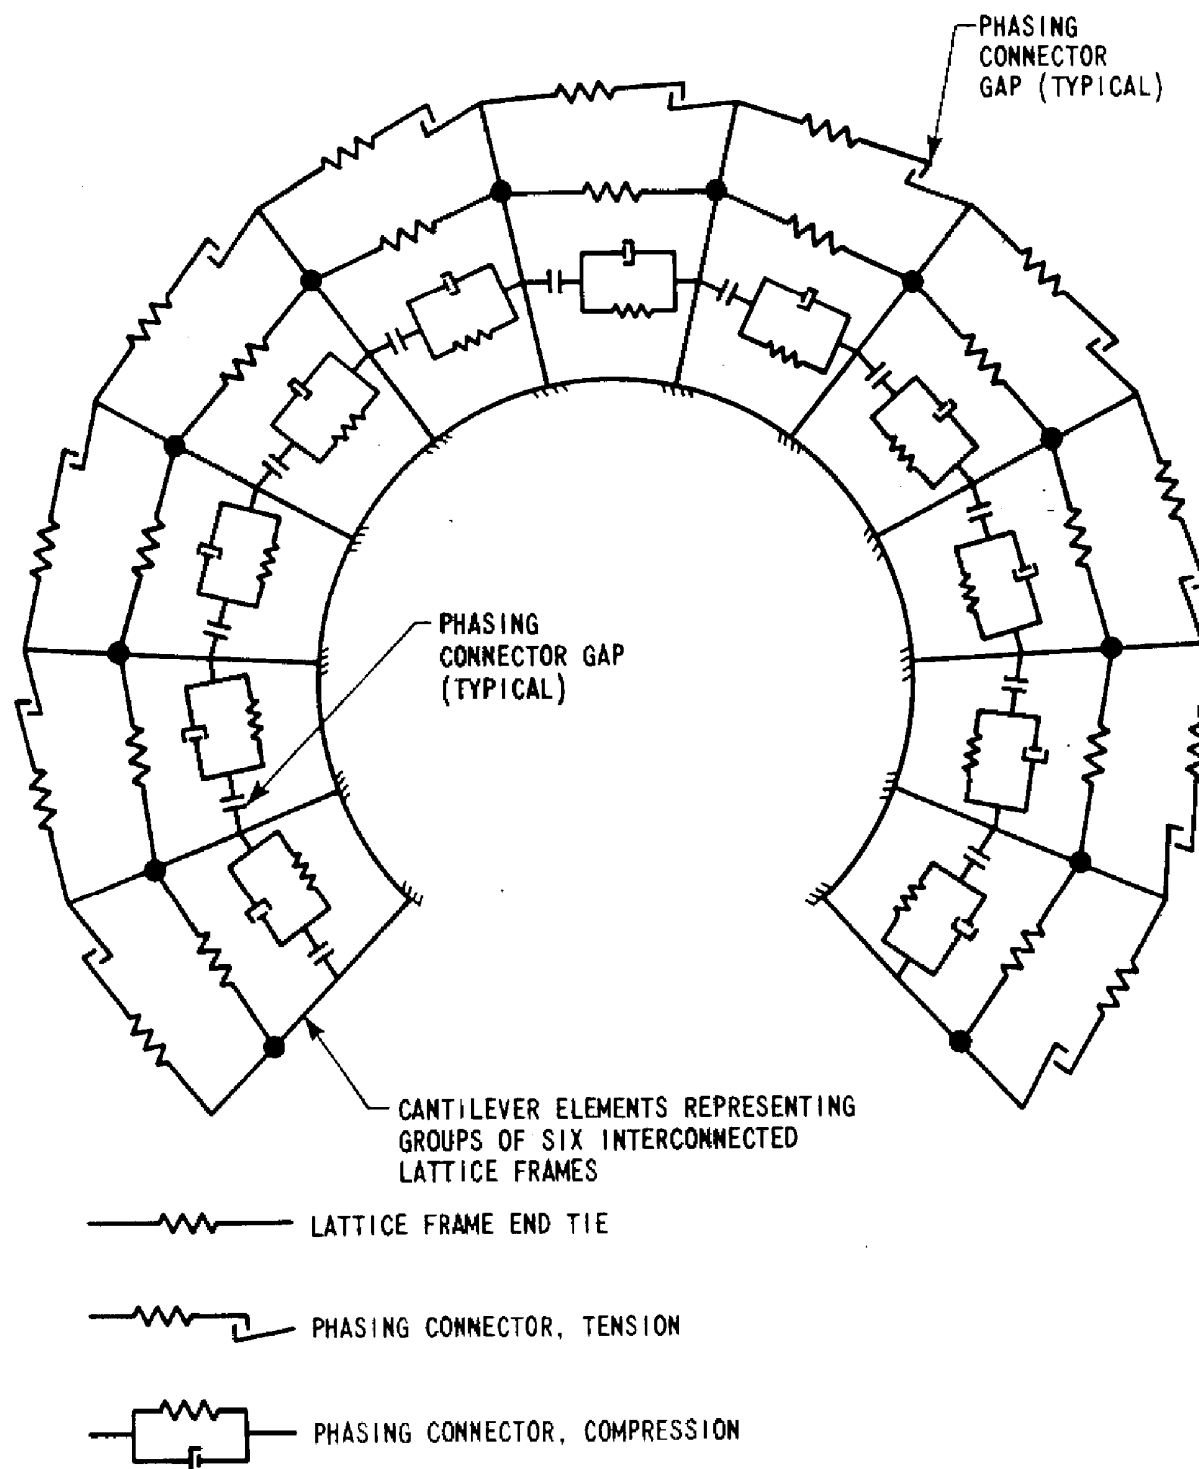 PHASING
CONNECTOR
GAP (TYPICAL)
PHASING
CONNECTOR GAP
(TYPICAL)
CANTILEVER ELEMENTS REPRESENTING
GROUPS OF SIX INTERCONNECTED
LATTICE FRAMES
LATTICE FRAME END TIE
PHASING CONNECTOR, TENSION
PHASING CONNECTOR, COMPRESSION